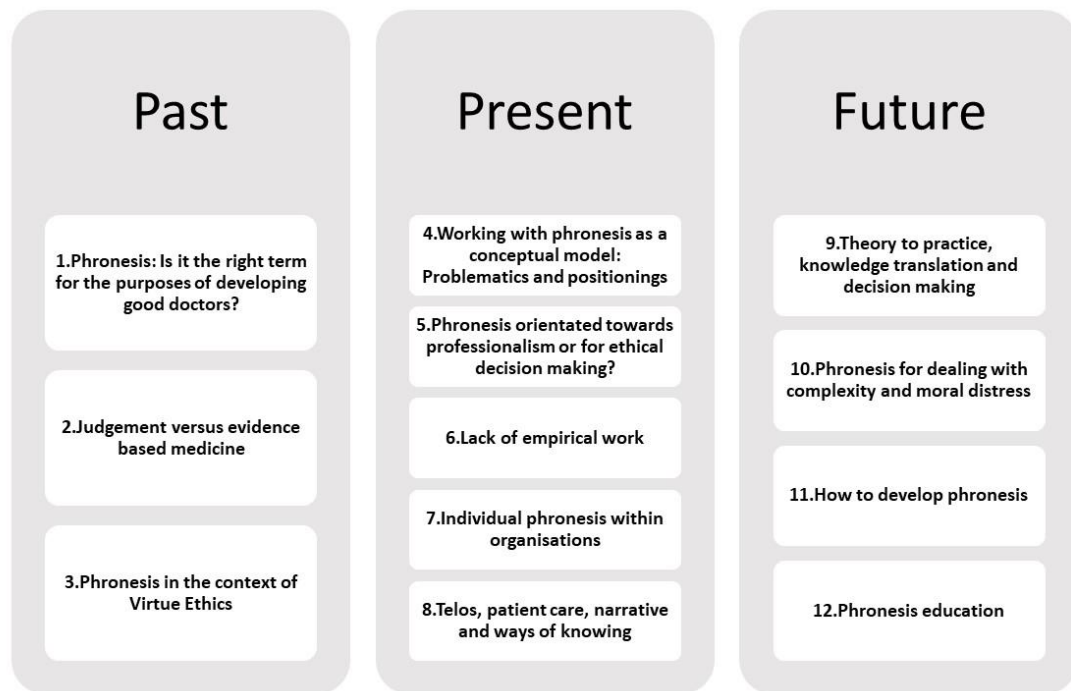 Past
1.Phronesis: Is it the right term
for the purposes of developing
good doctors?
2.Judgement versus evidence
based medicine
3.Phronesis in the context of
Virtue Ethics
Present
4.Working with phronesis as a
conceptual model:
Problematics and positionings
5.Phronesis orientated towards
professionalism or for ethical
decision making?
6.Lack of empirical work
7.Individual phronesis within
organisations
8.Telos, patient care, narrative
and ways of knowing
Future
9.Theory to practice,
knowledge translation and
decision making
10.Phronesis for dealing with
complexity and moral distress
11.How to develop phronesis
12.Phronesis education